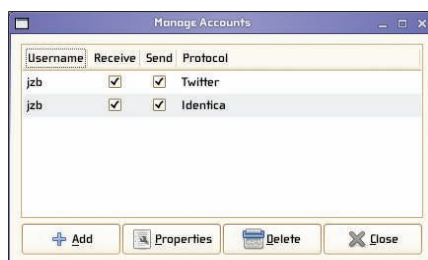 Manage Accounts
Username Receive Send Protocol
jzb Twitter
jzb Identica
Add Properties Delete Close